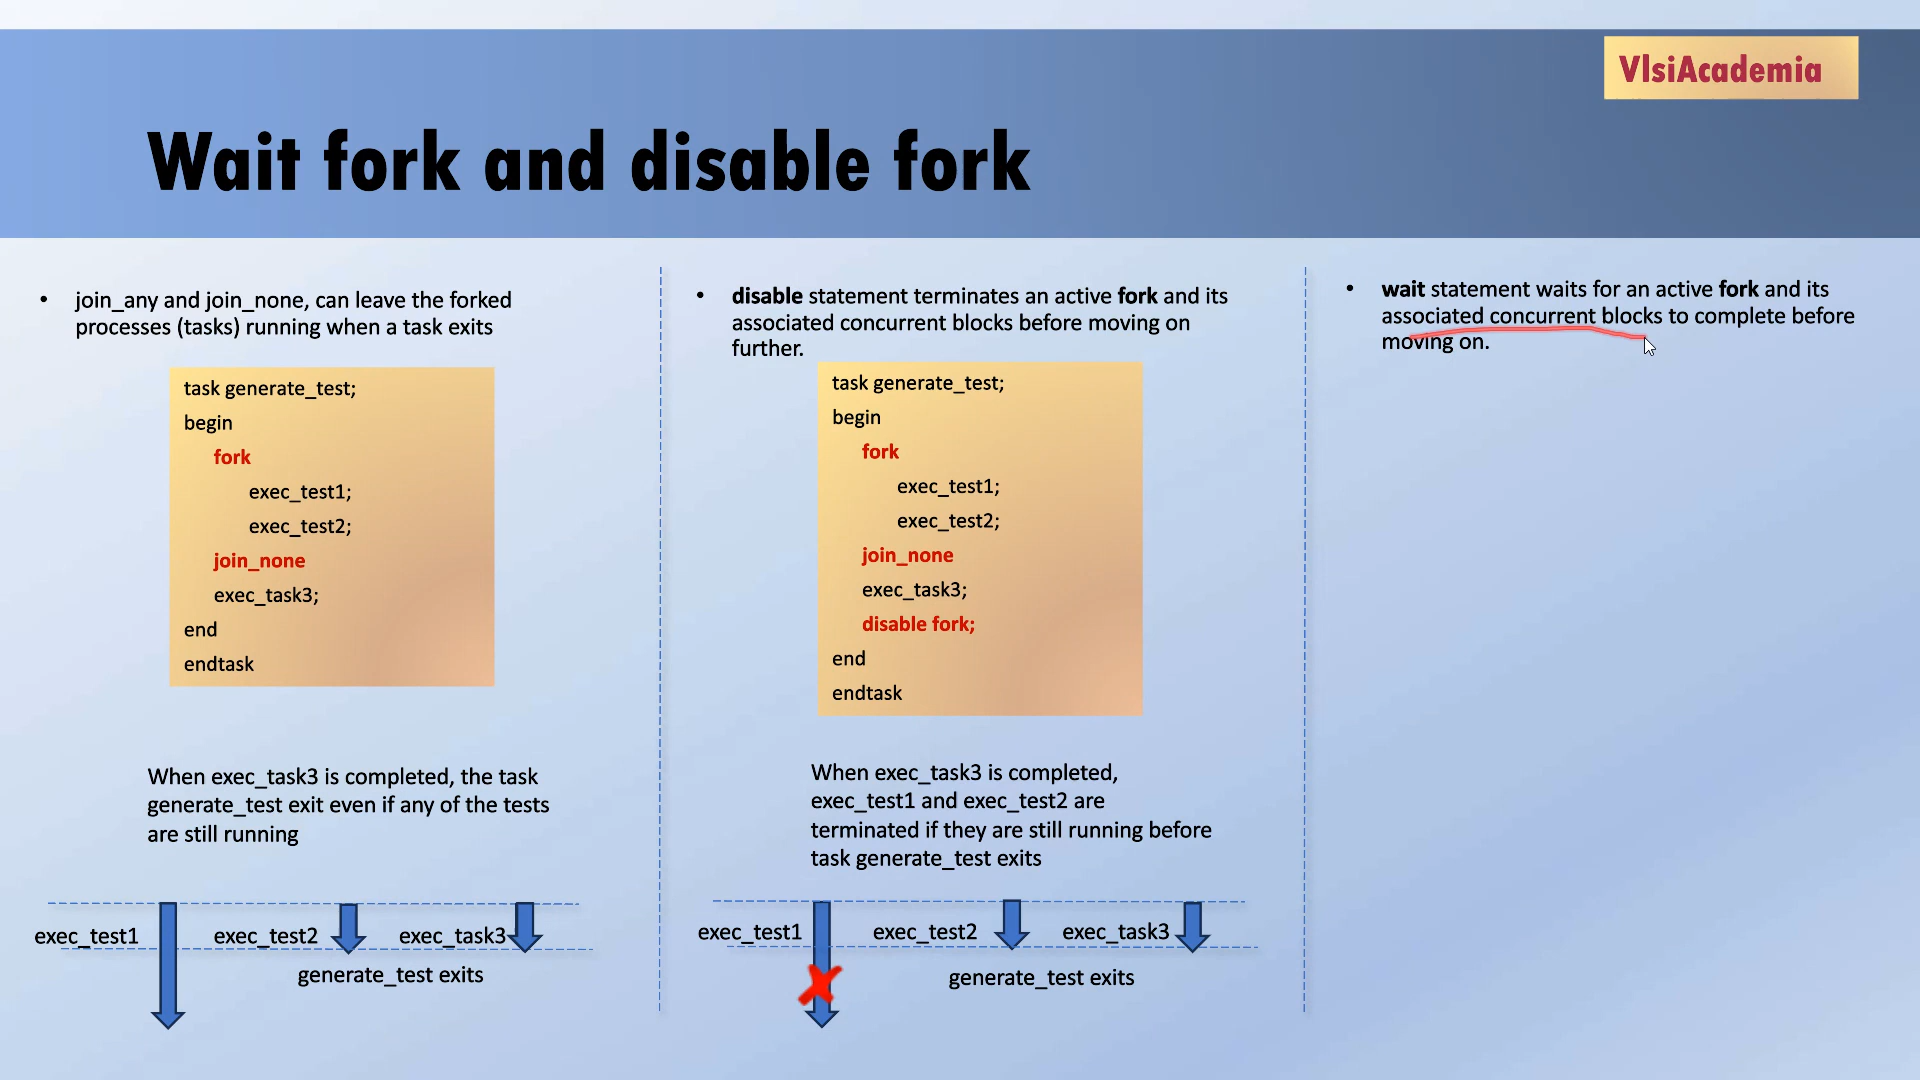 VlsiAcademia
Wait fork and disable fork
• join_any and join_none, can leave the forked
processes (tasks) running when a task exits
task generate_test;
begin
fork
exec_test1;
exec_test2;
join_none
exec_task3;
end
endtask
When exec_task3 is completed, the task
generate_test exit even if any of the tests
are still running
exec_test1 exec_test2 exec_task3
generate_test exits
• disable statement terminates an active fork and its
associated concurrent blocks before moving on
further.
task generate_test;
begin
fork
exec_test1;
exec_test2;
join_none
exec_task3;
disable fork;
end
endtask
When exec_task3 is completed,
exec_test1 and exec_test2 are
terminated if they are still running before
task generate_test exits
exec_test1 exec_test2 exec_task3
generate_test exits
• wait statement waits for an active fork and its
associated concurrent blocks to complete before
moving on.